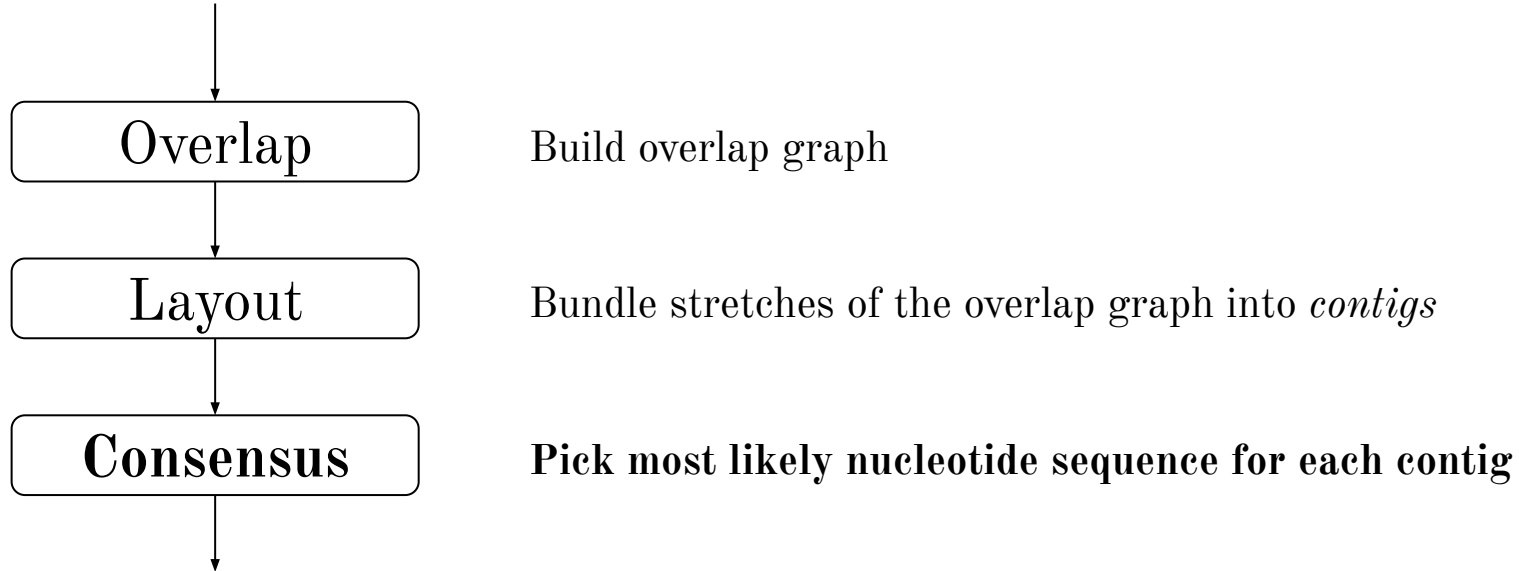 Overlap
Build overlap graph
Layout
Bundle stretches of the overlap graph into contigs
Consensus
Pick most likely nucleotide sequence for each contig